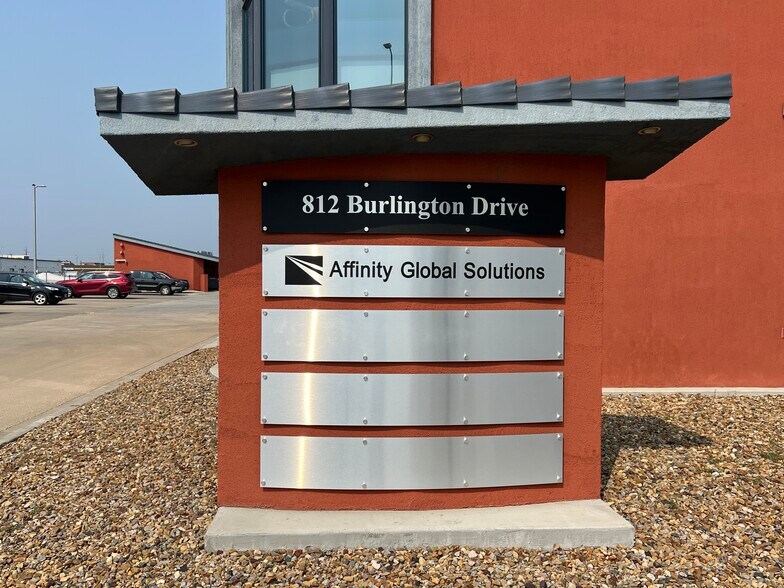 812 Burlington Drive
Affinity Global Solutions